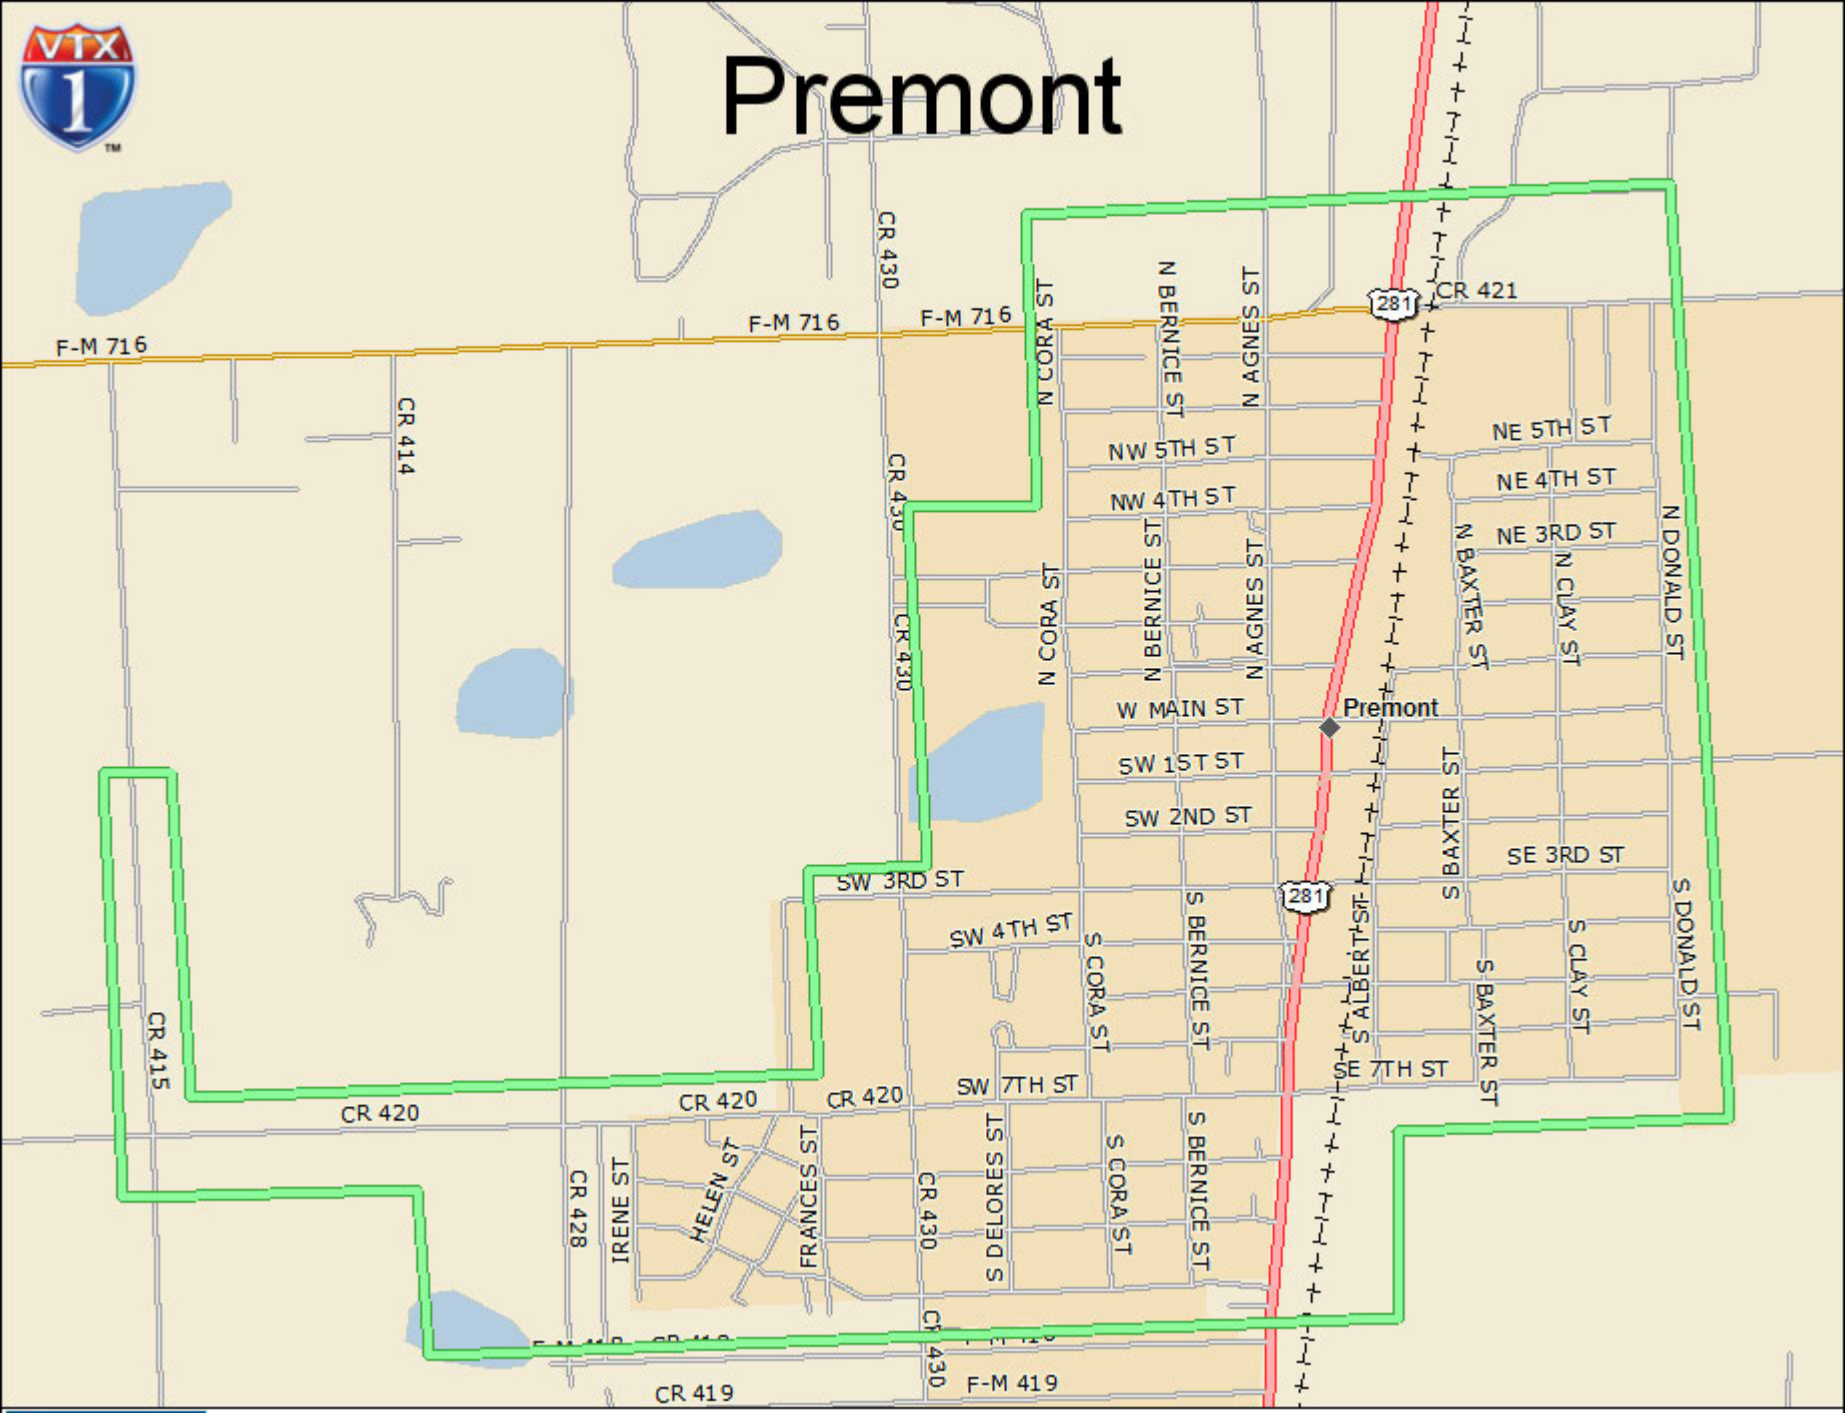 VTX
1
TM
Premont
CR 430
N CORA ST
N BERNICE ST
N AGNES ST
281
CR 421
F-M 716
F-M 716
F-M 716
CR 414
CR 430
NW 5TH ST
NE 5TH ST
NW 4TH ST
NE 4TH ST
NE 3RD ST
N BAXTER ST
N CLAY ST
N DONALD ST
N CORA ST
N BERNICE ST
N AGNES ST
CR 430
W MAIN ST
Premont
SW 1ST ST
SW 2ND ST
S BAXTER ST
SE 3RD ST
SW 3RD ST
281
SW 4TH ST
S CORA ST
S BERNICE ST
S ALBERT ST
S BAXTER ST
S CLAY ST
S DONALD ST
CR 415
SE 7TH ST
SW 7TH ST
CR 420
CR 420
CR 420
CR 428
IRENE ST
HELEN ST
FRANCES ST
CR 430
S DELORES ST
S CORA ST
S BERNICE ST
CR 430
CR 419
F-M 419